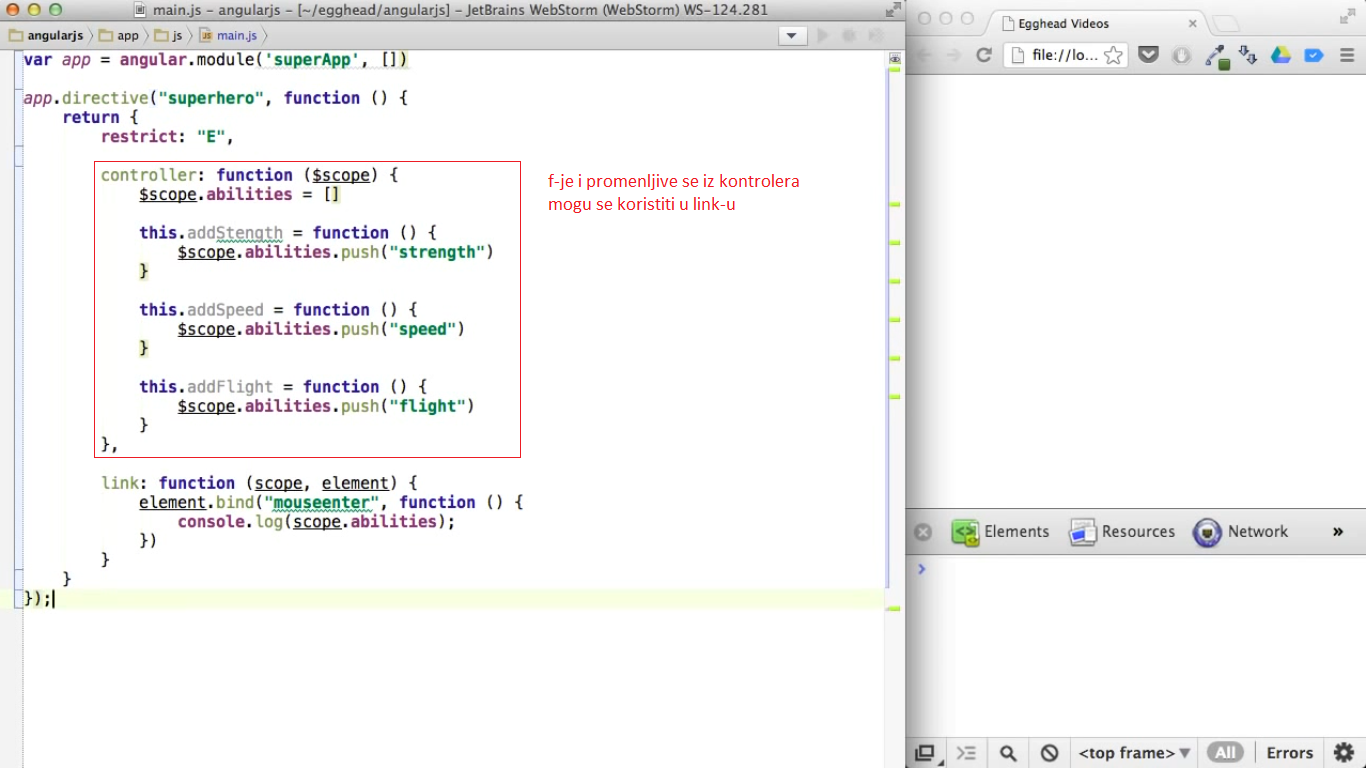 main.js - angularjs - [~/egghead/angularjs] - JetBrains WebStorm (WebStorm) WS-124.281
angularjs app js main.js
var app = angular.module('superApp', [])
app.directive("superhero", function () {
return {
restrict: "E",
controller: function ($scope) {
$scope.abilities = []
this.addStength = function () {
$scope.abilities.push("strength")
}
this.addSpeed = function () {
$scope.abilities.push("speed")
}
this.addFlight = function () {
$scope.abilities.push("flight")
}
},
link: function (scope, element) {
element.bind("mouseenter", function () {
console.log(scope.abilities);
})
}
}
});
f-je i promenljive se iz kontrolera
mogu se koristiti u link-u
Egghead Videos
file://lo...
Elements Resources Network »
<top frame> All Errors